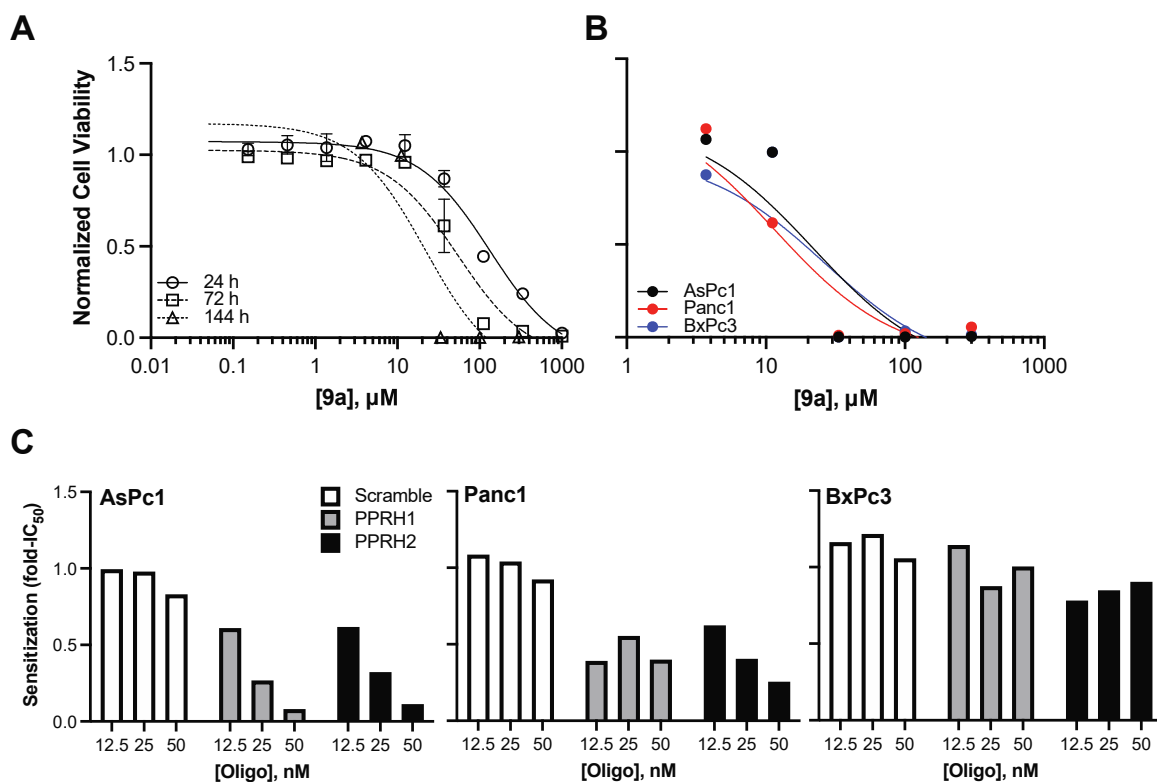 A
B
Normalized Cell Viability
1.5
1.0
0.5
0.0
24 h
72 h
144 h
0.01 0.1 1 10 100 1000
[9a], µM
AsPc1
Panc1
BxPc3
1 10 100 1000
[9a], µM
C
Sensitization (fold-IC50)
1.5
1.0
0.5
0.0
AsPc1
Scramble
PPRH1
PPRH2
12.5 25 50 12.5 25 50 12.5 25 50
[Oligo], nM
Panc1
12.5 25 50 12.5 25 50 12.5 25 50
[Oligo], nM
BxPc3
12.5 25 50 12.5 25 50 12.5 25 50
[Oligo], nM